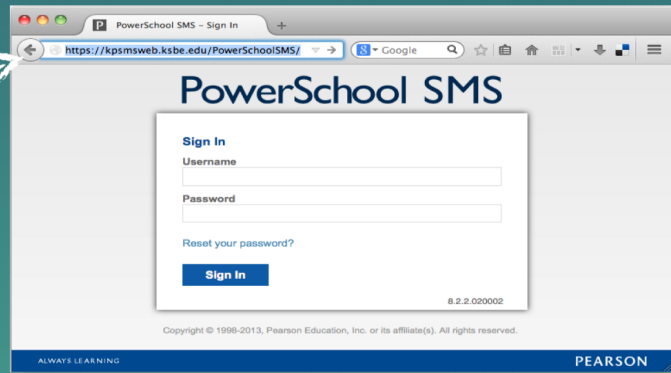 PowerSchool SMS - Sign In
https://kpsmsweb.ksbe.edu/PowerSchoolSMS/
Google
PowerSchool SMS
Sign In
Username
Password
Reset your password?
Sign In
8.2.2.020002
Copyright © 1998-2013, Pearson Education, Inc. or its affiliate(s). All rights reserved.
ALWAYS LEARNING
PEARSON